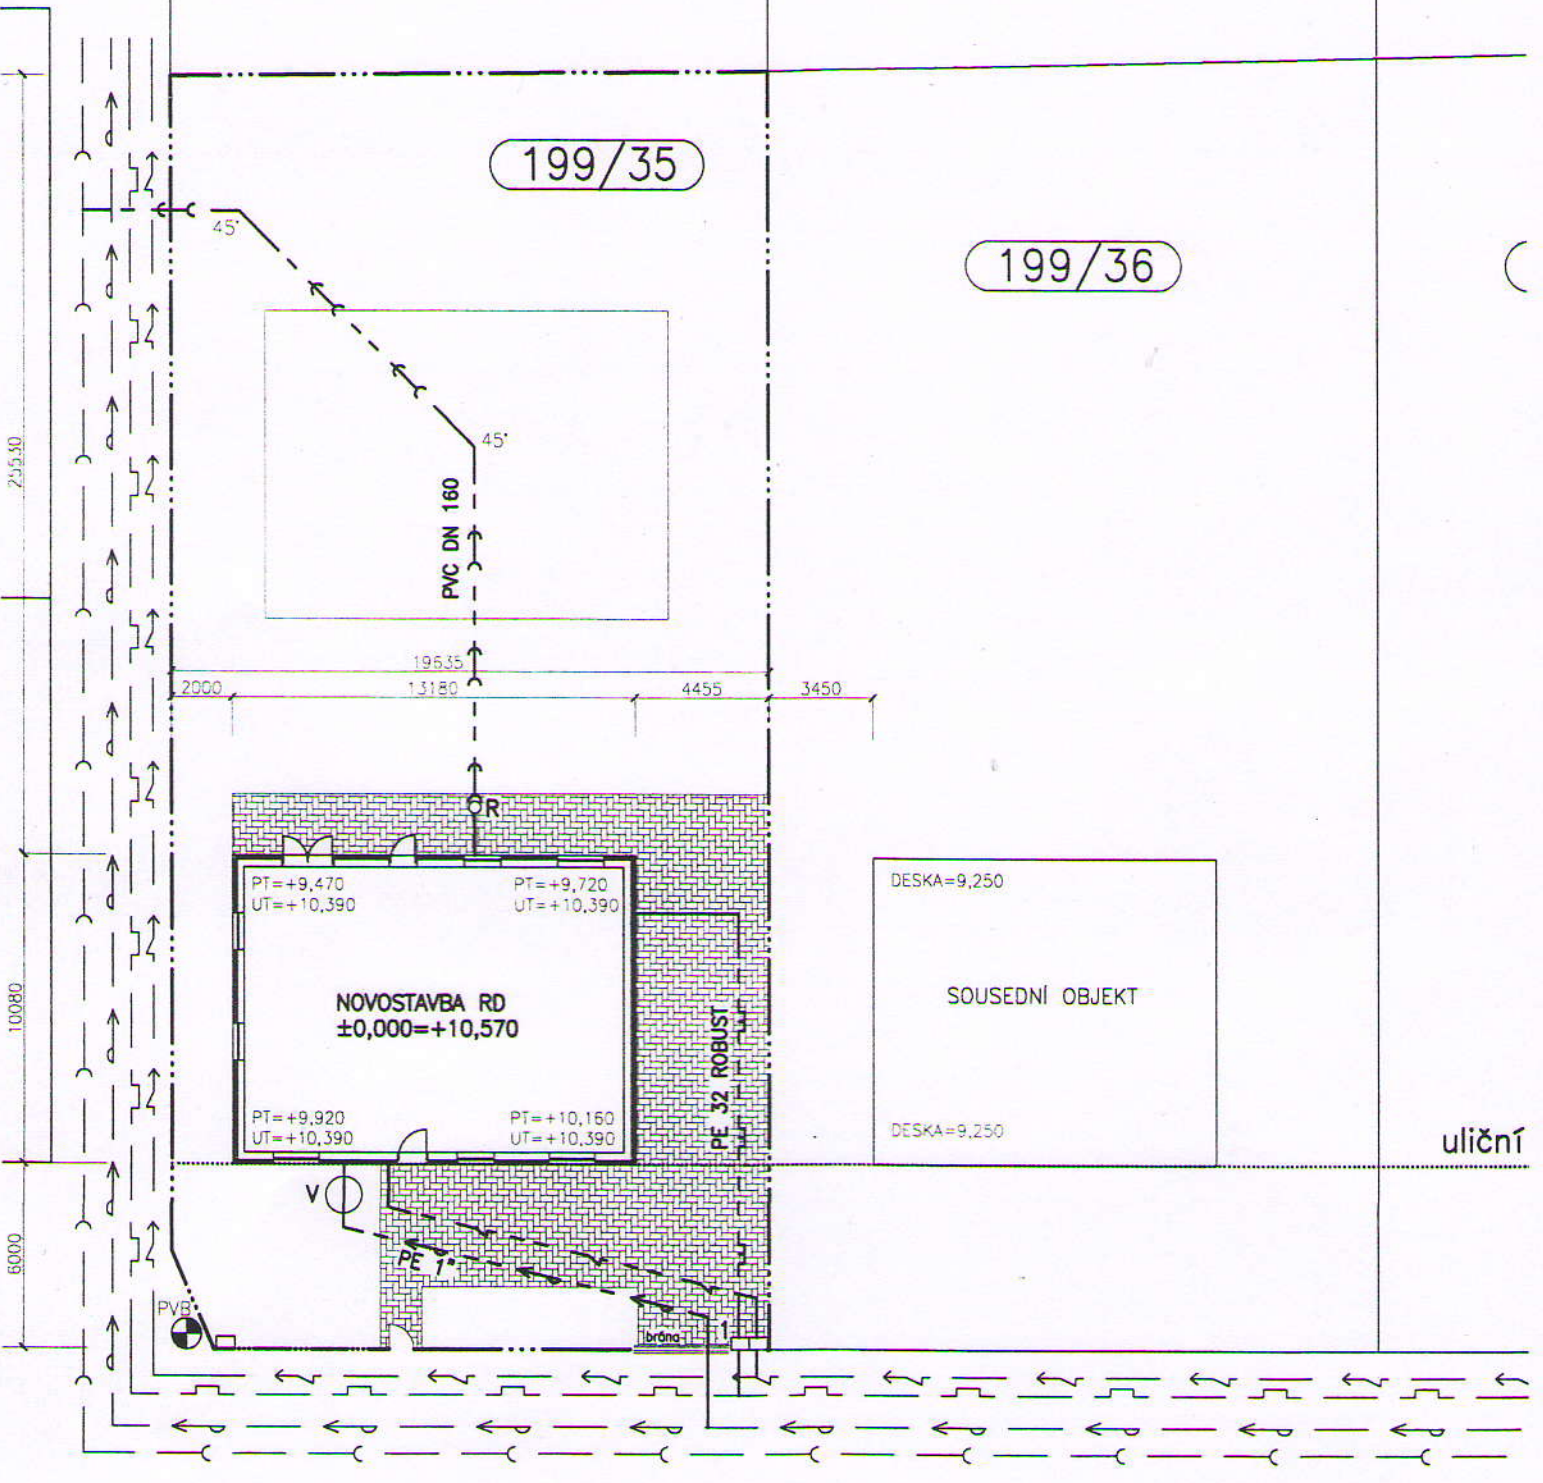 199/35
199/36
45°
45°
25530
PVC DN 160
19635
2000
13180
4455
3450
R
PT=+9,470
UT=+10,390
PT=+9,720
UT=+10,390
DESKA=9,250
NOVOSTAVBA RD
±0,000=+10,570
SOUSEDNÍ OBJEKT
10080
PE 32 ROBUST
PT=+9,920
UT=+10,390
PT=+10,160
UT=+10,390
DESKA=9,250
uliční
V
6000
PE 1"
PVB
brána
1